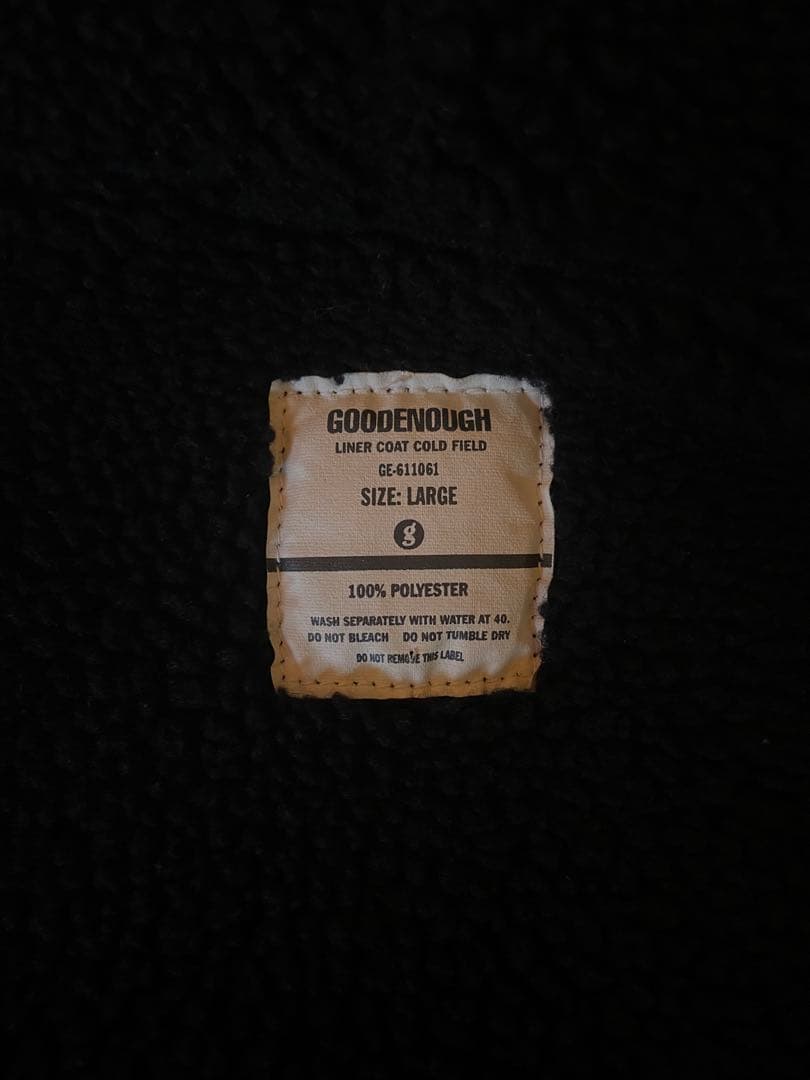 GOODENOUGH
LINER COAT COLD FIELD
GE-611061
SIZE: LARGE
g
100% POLYESTER
WASH SEPARATELY WITH WATER AT 40.
DO NOT BLEACH DO NOT TUMBLE DRY
DO NOT REMOVE THIS LABEL